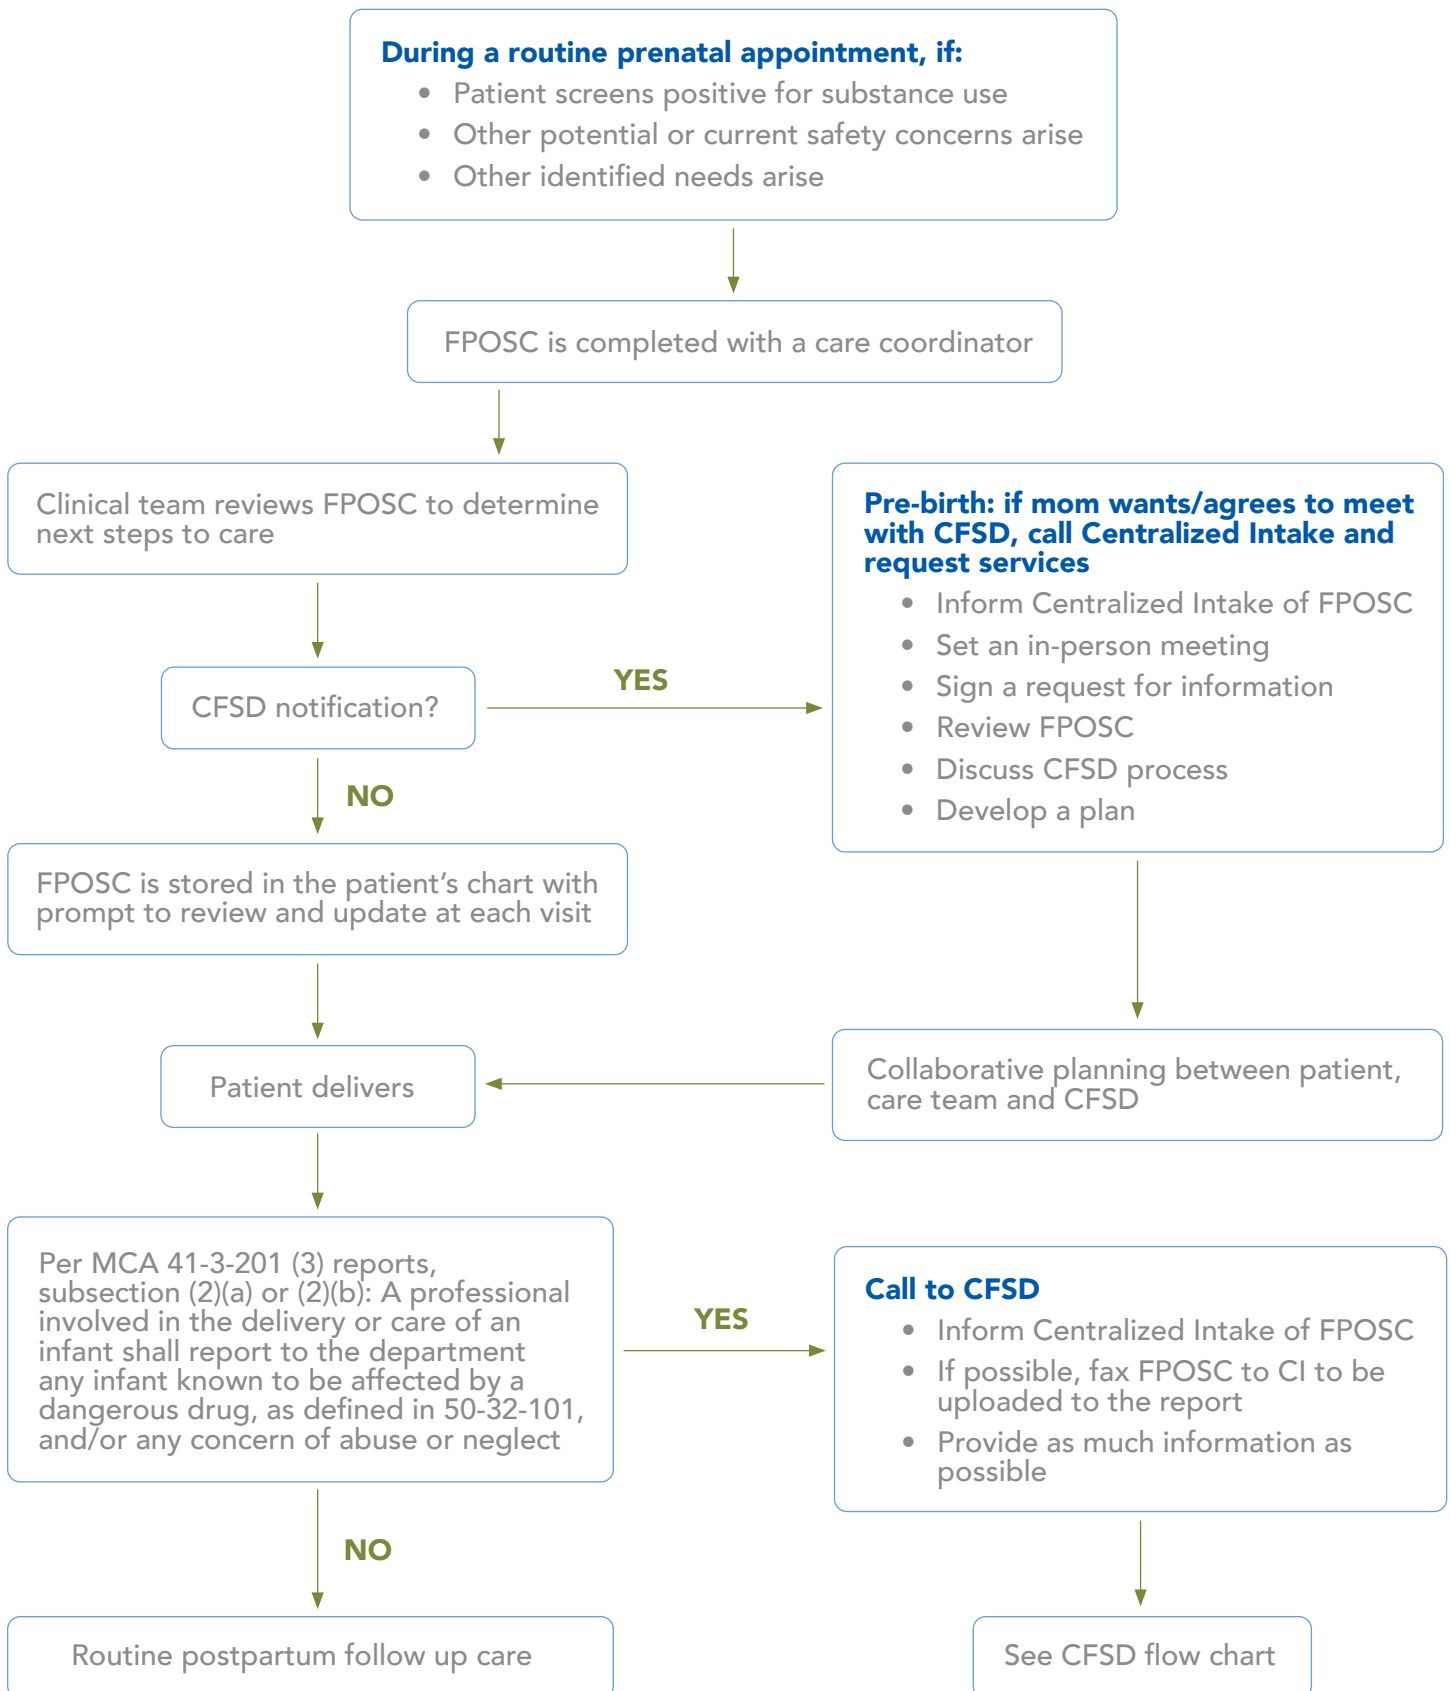 During a routine prenatal appointment, if:
• Patient screens positive for substance use
• Other potential or current safety concerns arise
• Other identified needs arise
FPOSC is completed with a care coordinator
Clinical team reviews FPOSC to determine
next steps to care
Pre-birth: if mom wants/agrees to meet
with CFSD, call Centralized Intake and
request services
• Inform Centralized Intake of FPOSC
• Set an in-person meeting
• Sign a request for information
• Review FPOSC
• Discuss CFSD process
• Develop a plan
CFSD notification?
YES
NO
FPOSC is stored in the patient's chart with
prompt to review and update at each visit
Collaborative planning between patient,
care team and CFSD
Patient delivers
Per MCA 41-3-201 (3) reports,
subsection (2)(a) or (2)(b): A professional
involved in the delivery or care of an
infant shall report to the department
any infant known to be affected by a
dangerous drug, as defined in 50-32-101,
and/or any concern of abuse or neglect
YES
Call to CFSD
• Inform Centralized Intake of FPOSC
• If possible, fax FPOSC to CI to be
uploaded to the report
• Provide as much information as
possible
NO
Routine postpartum follow up care
See CFSD flow chart